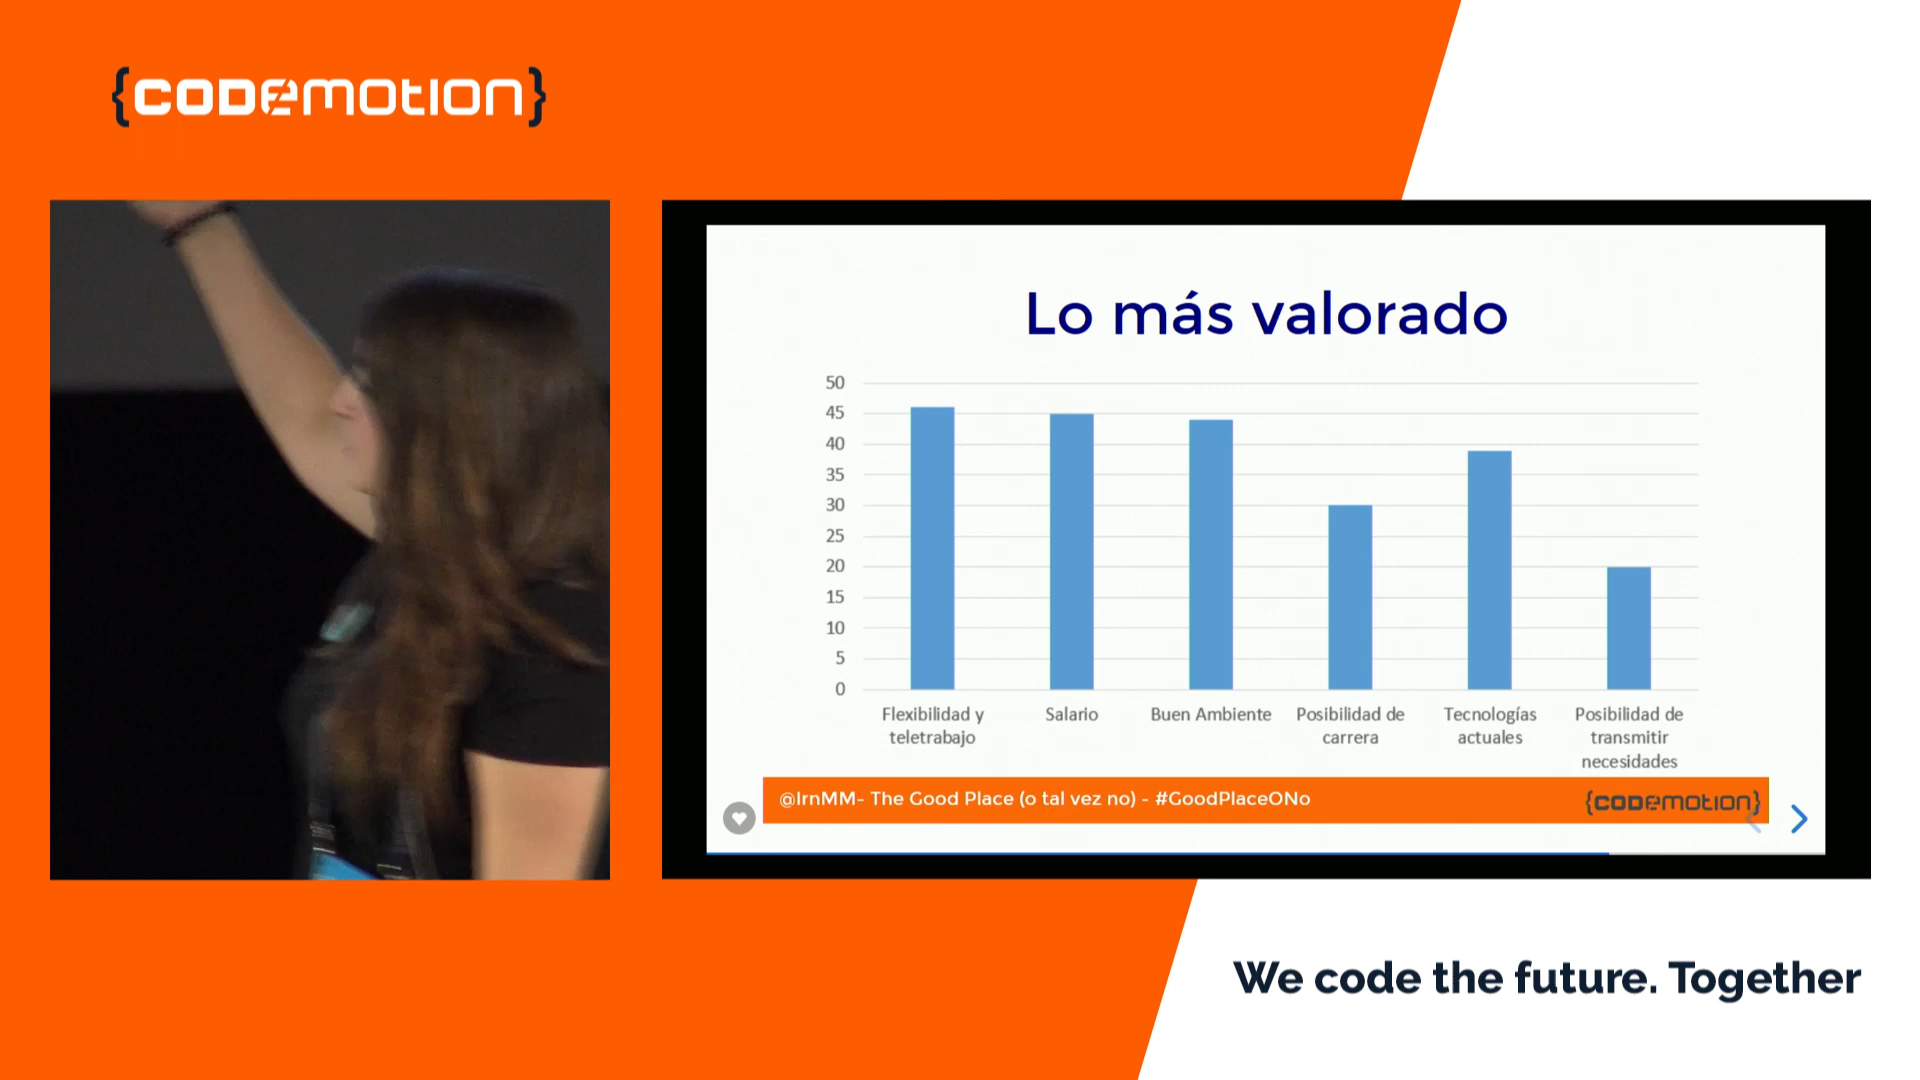 {codemotion}
Lo más valorado
50
45
40
35
30
25
20
15
10
5
0
Flexibilidad y
teletrabajo
Salario
Buen Ambiente
Posibilidad de
carrera
Tecnologías
actuales
Posibilidad de
transmitir
necesidades
@IrnMM- The Good Place (o tal vez no) - #GoodPlaceONo
{codemotion}
We code the future. Together